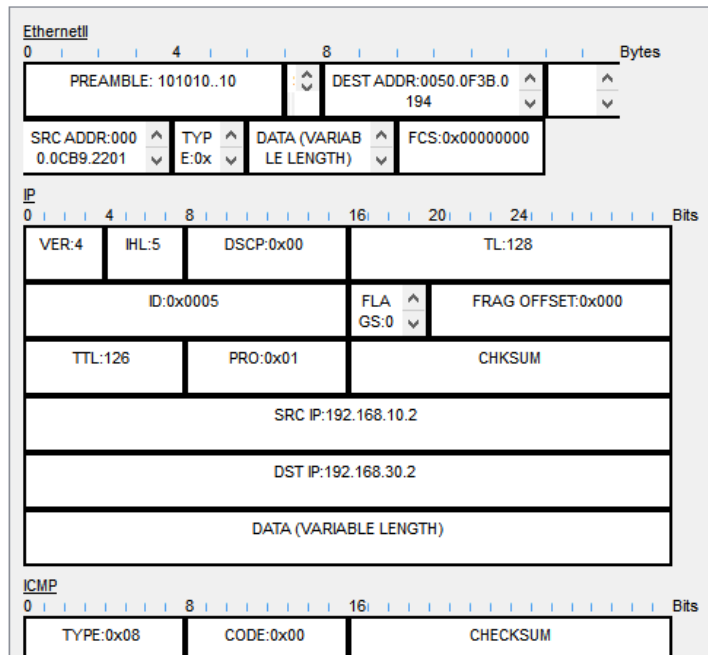 EthernetII
0 4 8 Bytes
PREAMBLE: 101010..10 DEST ADDR:0050.0F3B.0
194
SRC ADDR:000 TYP DATA (VARIAB FCS:0x00000000
0.0CB9.2201 E:0x LE LENGTH)
IP
0 4 8 16 20 24 Bits
VER:4 IHL:5 DSCP:0x00 TL:128
ID:0x0005 FLA FRAG OFFSET:0x000
GS:0
TTL:126 PRO:0x01 CHKSUM
SRC IP:192.168.10.2
DST IP:192.168.30.2
DATA (VARIABLE LENGTH)
ICMP
0 8 16 Bits
TYPE:0x08 CODE:0x00 CHECKSUM